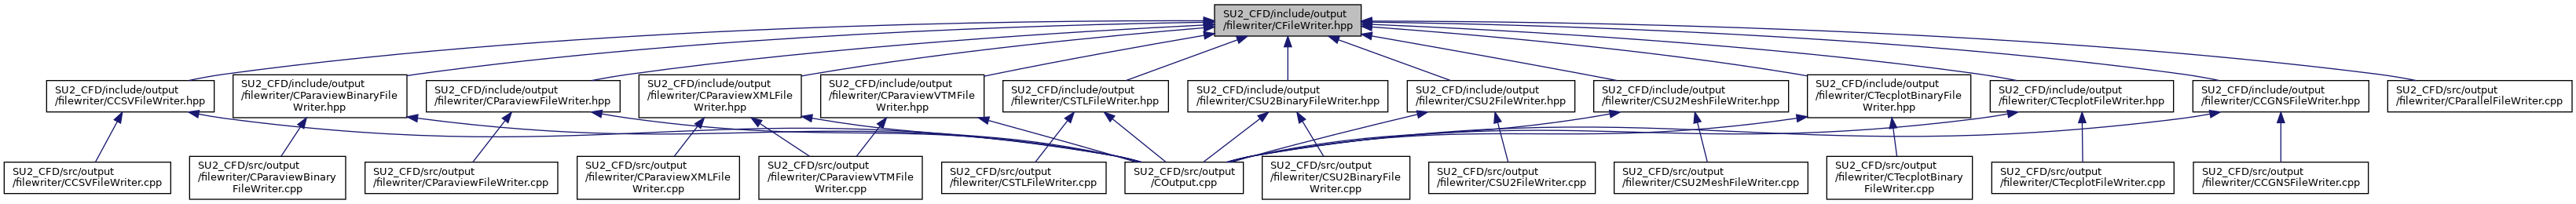 SU2_CFD/include/output
/filewriter/CFileWriter.hpp
SU2_CFD/include/output
/filewriter/CCSVFileWriter.hpp
SU2_CFD/include/output
/filewriter/CParaviewBinaryFile
Writer.hpp
SU2_CFD/include/output
/filewriter/CParaviewFileWriter.hpp
SU2_CFD/include/output
/filewriter/CParaviewXMLFile
Writer.hpp
SU2_CFD/include/output
/filewriter/CParaviewVTMFile
Writer.hpp
SU2_CFD/include/output
/filewriter/CSTLFileWriter.hpp
SU2_CFD/include/output
/filewriter/CSU2BinaryFileWriter.hpp
SU2_CFD/include/output
/filewriter/CSU2FileWriter.hpp
SU2_CFD/include/output
/filewriter/CSU2MeshFileWriter.hpp
SU2_CFD/include/output
/filewriter/CTecplotBinaryFile
Writer.hpp
SU2_CFD/include/output
/filewriter/CTecplotFileWriter.hpp
SU2_CFD/include/output
/filewriter/CCGNSFileWriter.hpp
SU2_CFD/src/output
/filewriter/CParallelFileWriter.cpp
SU2_CFD/src/output
/filewriter/CCSVFileWriter.cpp
SU2_CFD/src/output
/filewriter/CParaviewBinary
FileWriter.cpp
SU2_CFD/src/output
/filewriter/CParaviewFileWriter.cpp
SU2_CFD/src/output
/filewriter/CParaviewXMLFile
Writer.cpp
SU2_CFD/src/output
/filewriter/CParaviewVTMFile
Writer.cpp
SU2_CFD/src/output
/filewriter/CSTLFileWriter.cpp
SU2_CFD/src/output
/COutput.cpp
SU2_CFD/src/output
/filewriter/CSU2BinaryFile
Writer.cpp
SU2_CFD/src/output
/filewriter/CSU2FileWriter.cpp
SU2_CFD/src/output
/filewriter/CSU2MeshFileWriter.cpp
SU2_CFD/src/output
/filewriter/CTecplotBinary
FileWriter.cpp
SU2_CFD/src/output
/filewriter/CTecplotFileWriter.cpp
SU2_CFD/src/output
/filewriter/CCGNSFileWriter.cpp